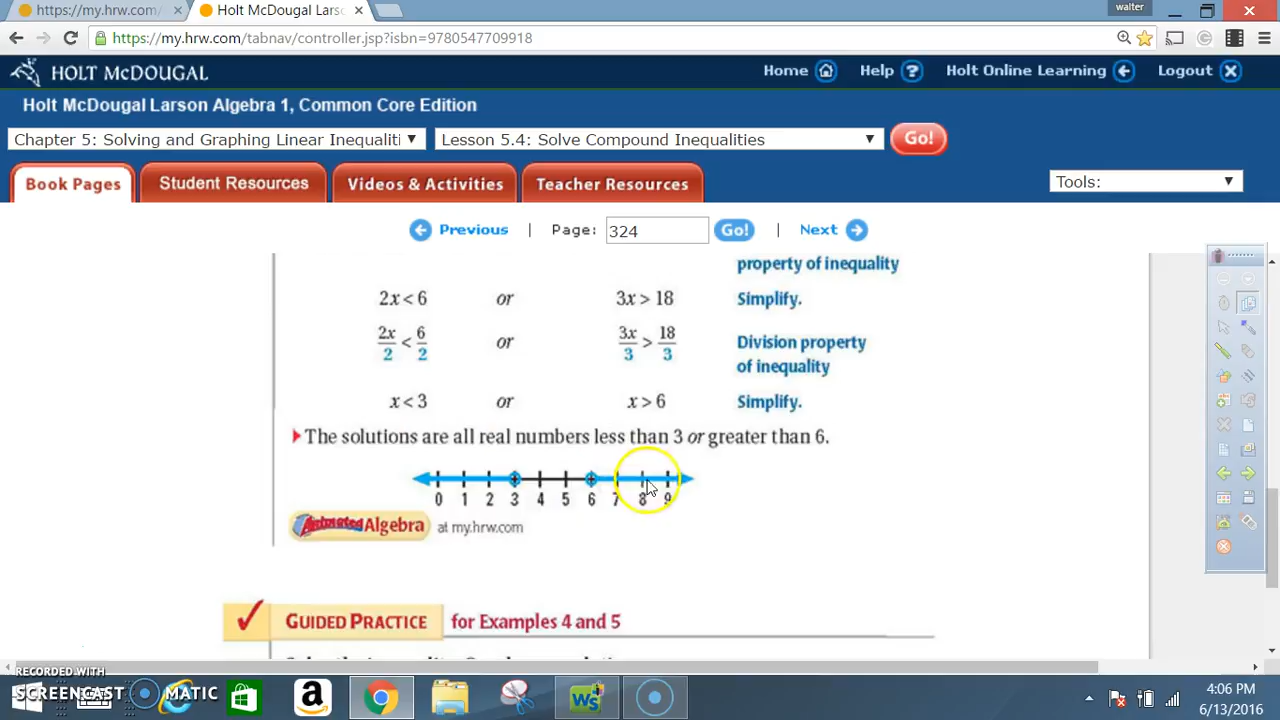 https://my.hrw.com/
Holt McDougal Lars
walter
https://my.hrw.com/tabnav/controller.jsp?isbn=9780547709918
HOLT MCDOUGAL
Home
Help
Holt Online Learning
Logout
Holt McDougal Larson Algebra 1, Common Core Edition
Chapter 5: Solving and Graphing Linear Inequaliti
Lesson 5.4: Solve Compound Inequalities
Go!
Book Pages
Student Resources
Videos & Activities
Teacher Resources
Tools:
Previous | Page: 324 Go! | Next
property of inequality
2x < 6 or 3x > 18 Simplify.
2x/2 < 6/2 or 3x/3 > 18/3 Division property
of inequality
x < 3 or x > 6 Simplify.
The solutions are all real numbers less than 3 or greater than 6.
0 1 2 3 4 5 6 7 8 9
Animated Algebra at my.hrw.com
GUIDED PRACTICE for Examples 4 and 5
RECORDED WITH
SCREENCAST MATIC
4:06 PM
6/13/2016